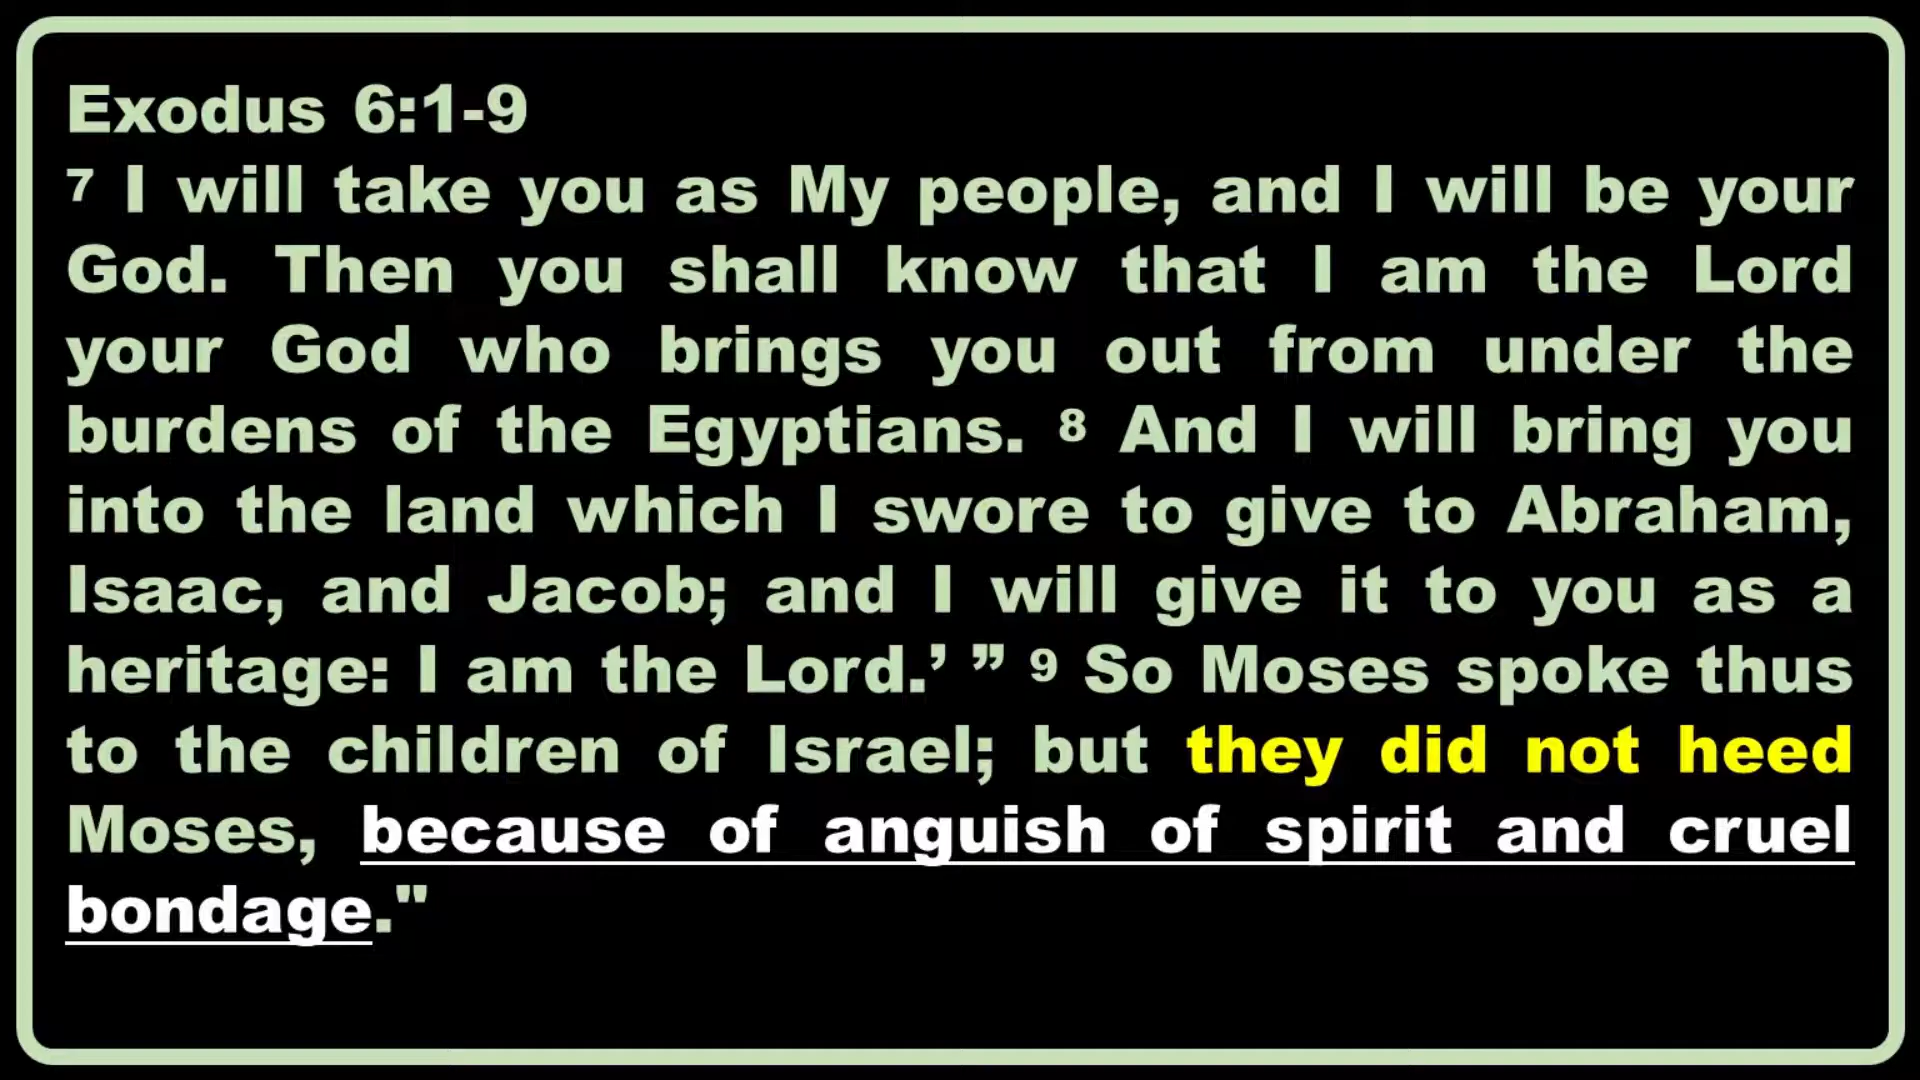 Exodus 6:1-9
⁷ I will take you as My people, and I will be your
God. Then you shall know that I am the Lord
your God who brings you out from under the
burdens of the Egyptians. ⁸ And I will bring you
into the land which I swore to give to Abraham,
Isaac, and Jacob; and I will give it to you as a
heritage: I am the Lord.’ ” ⁹ So Moses spoke thus
to the children of Israel; but they did not heed
Moses, because of anguish of spirit and cruel
bondage."